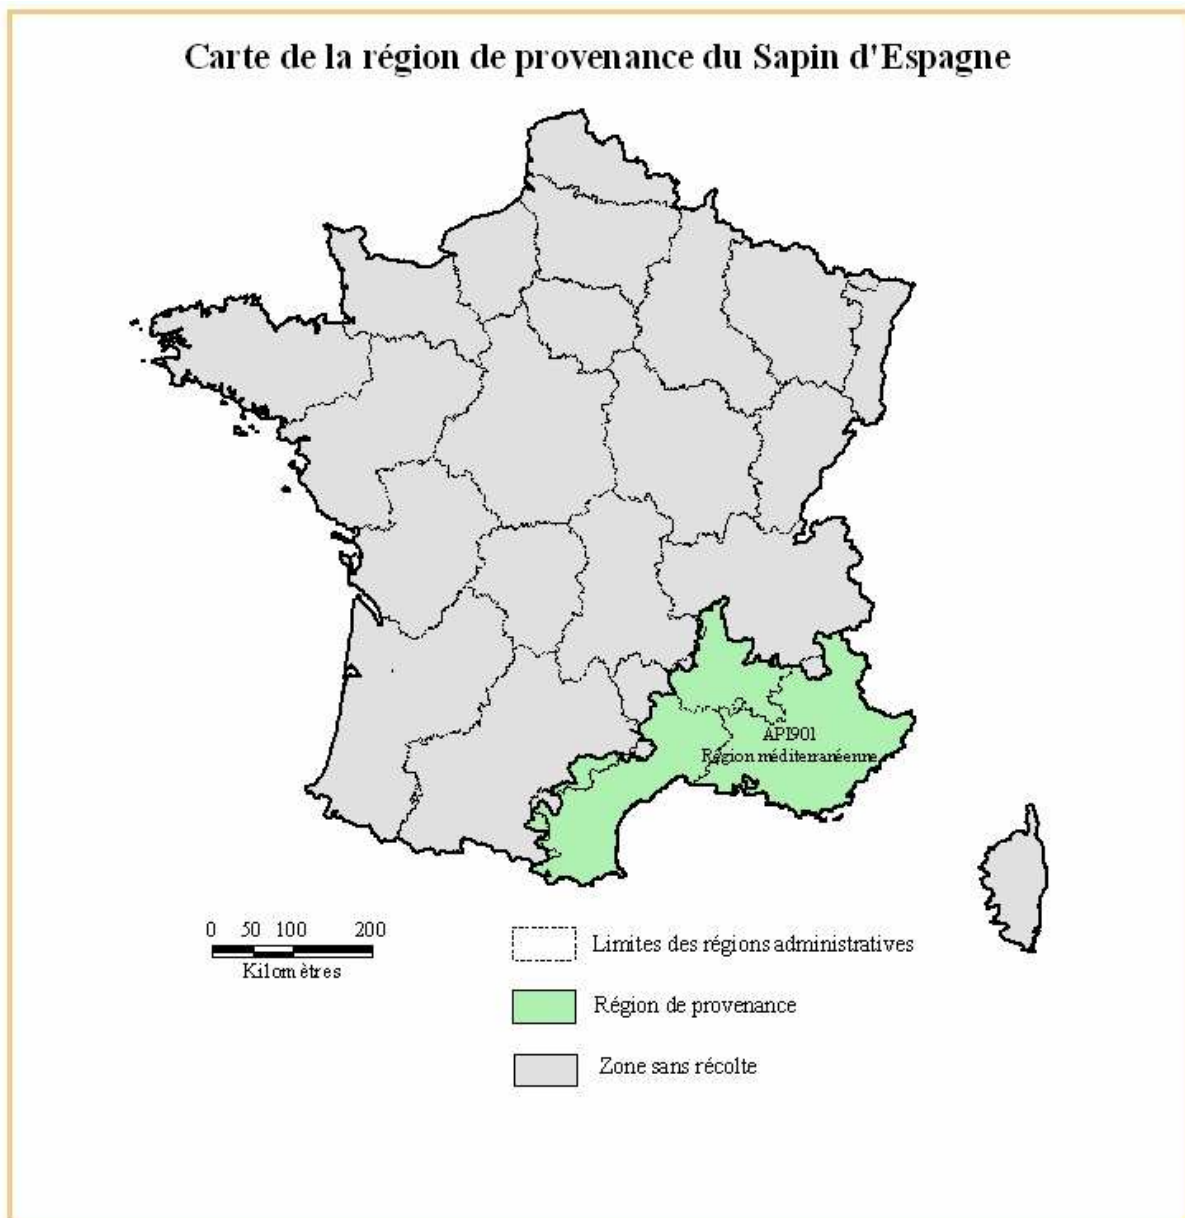 Carte de la région de provenance du Sapin d'Espagne
API901
Région méditerranéenne
0 50 100 200
Kilomètres
Limites des régions administratives
Région de provenance
Zone sans récolte